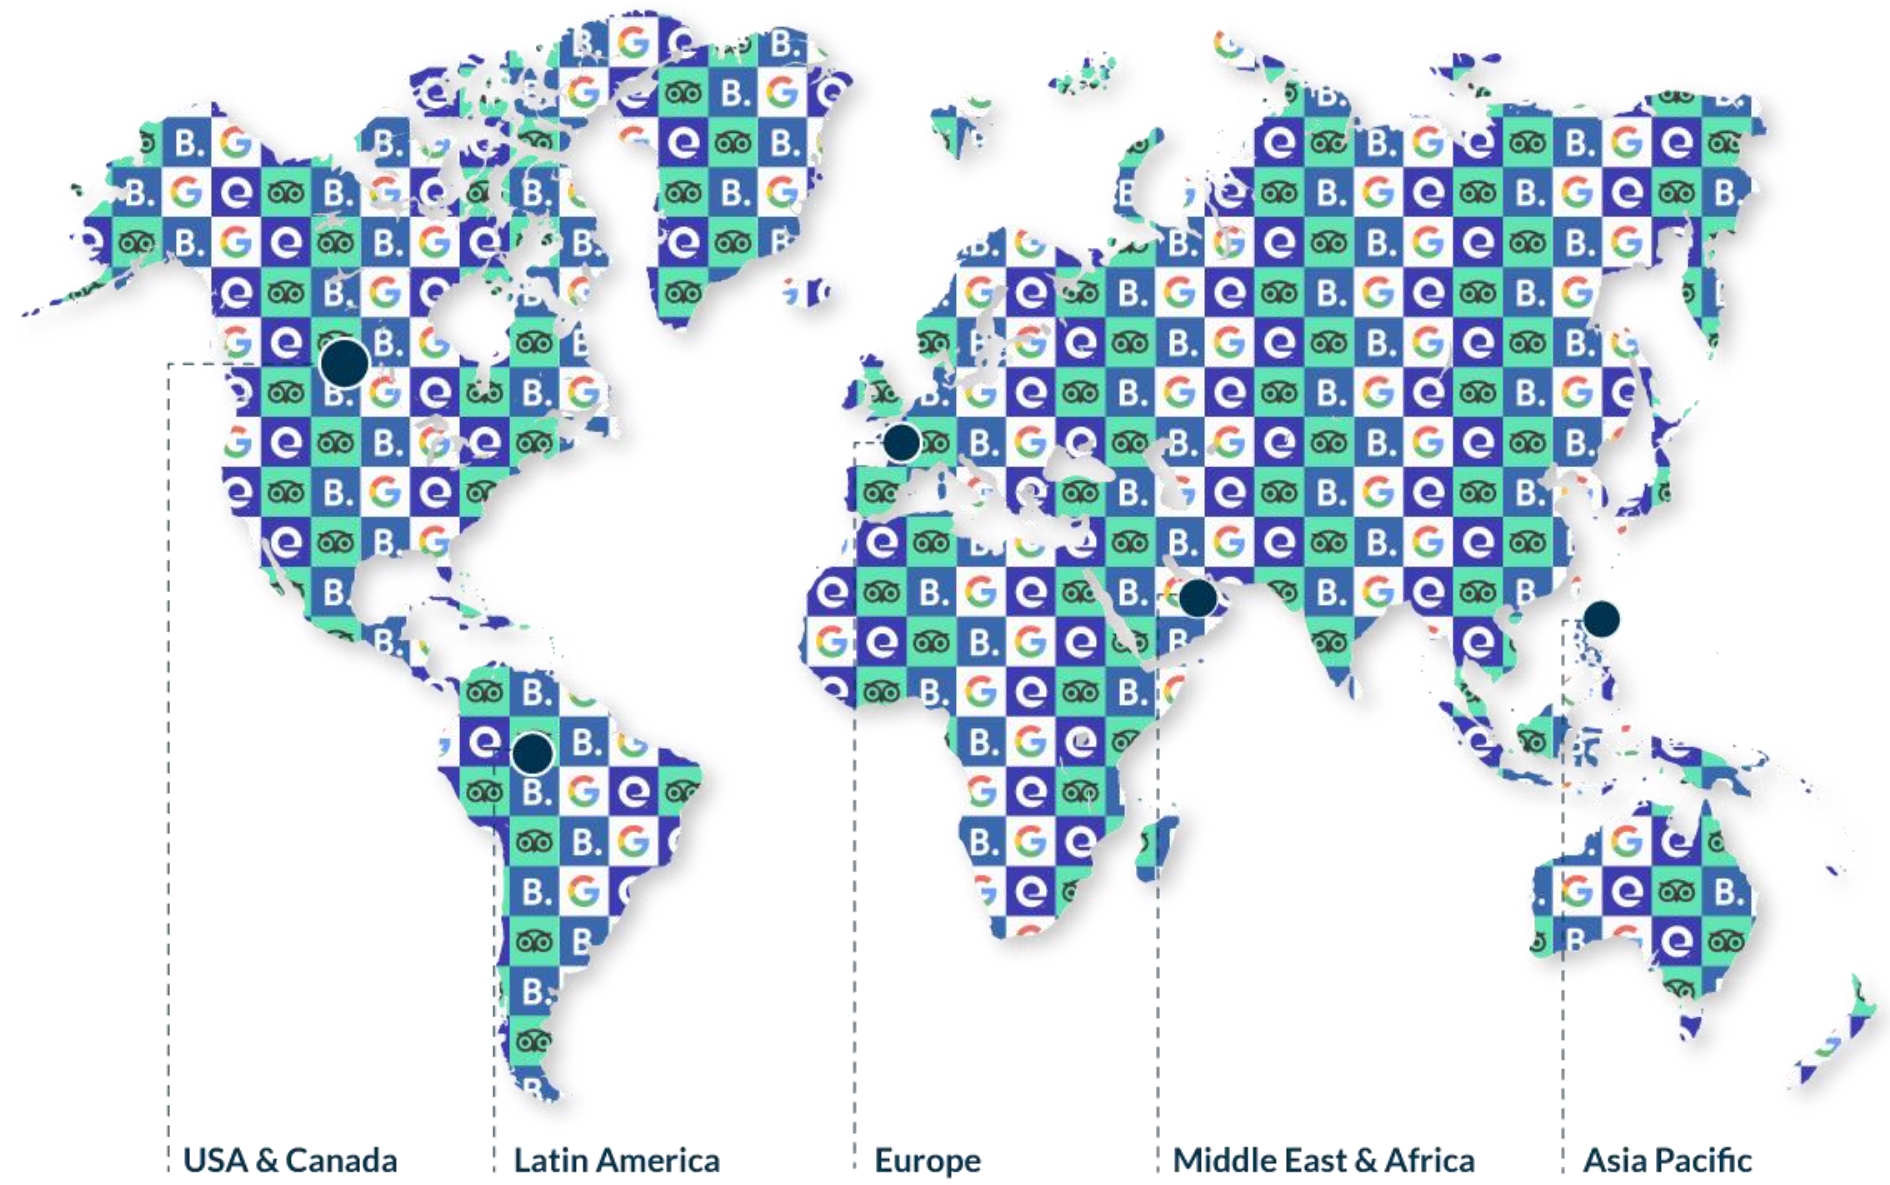 USA & Canada
Latin America
Europe
Middle East & Africa
Asia Pacific